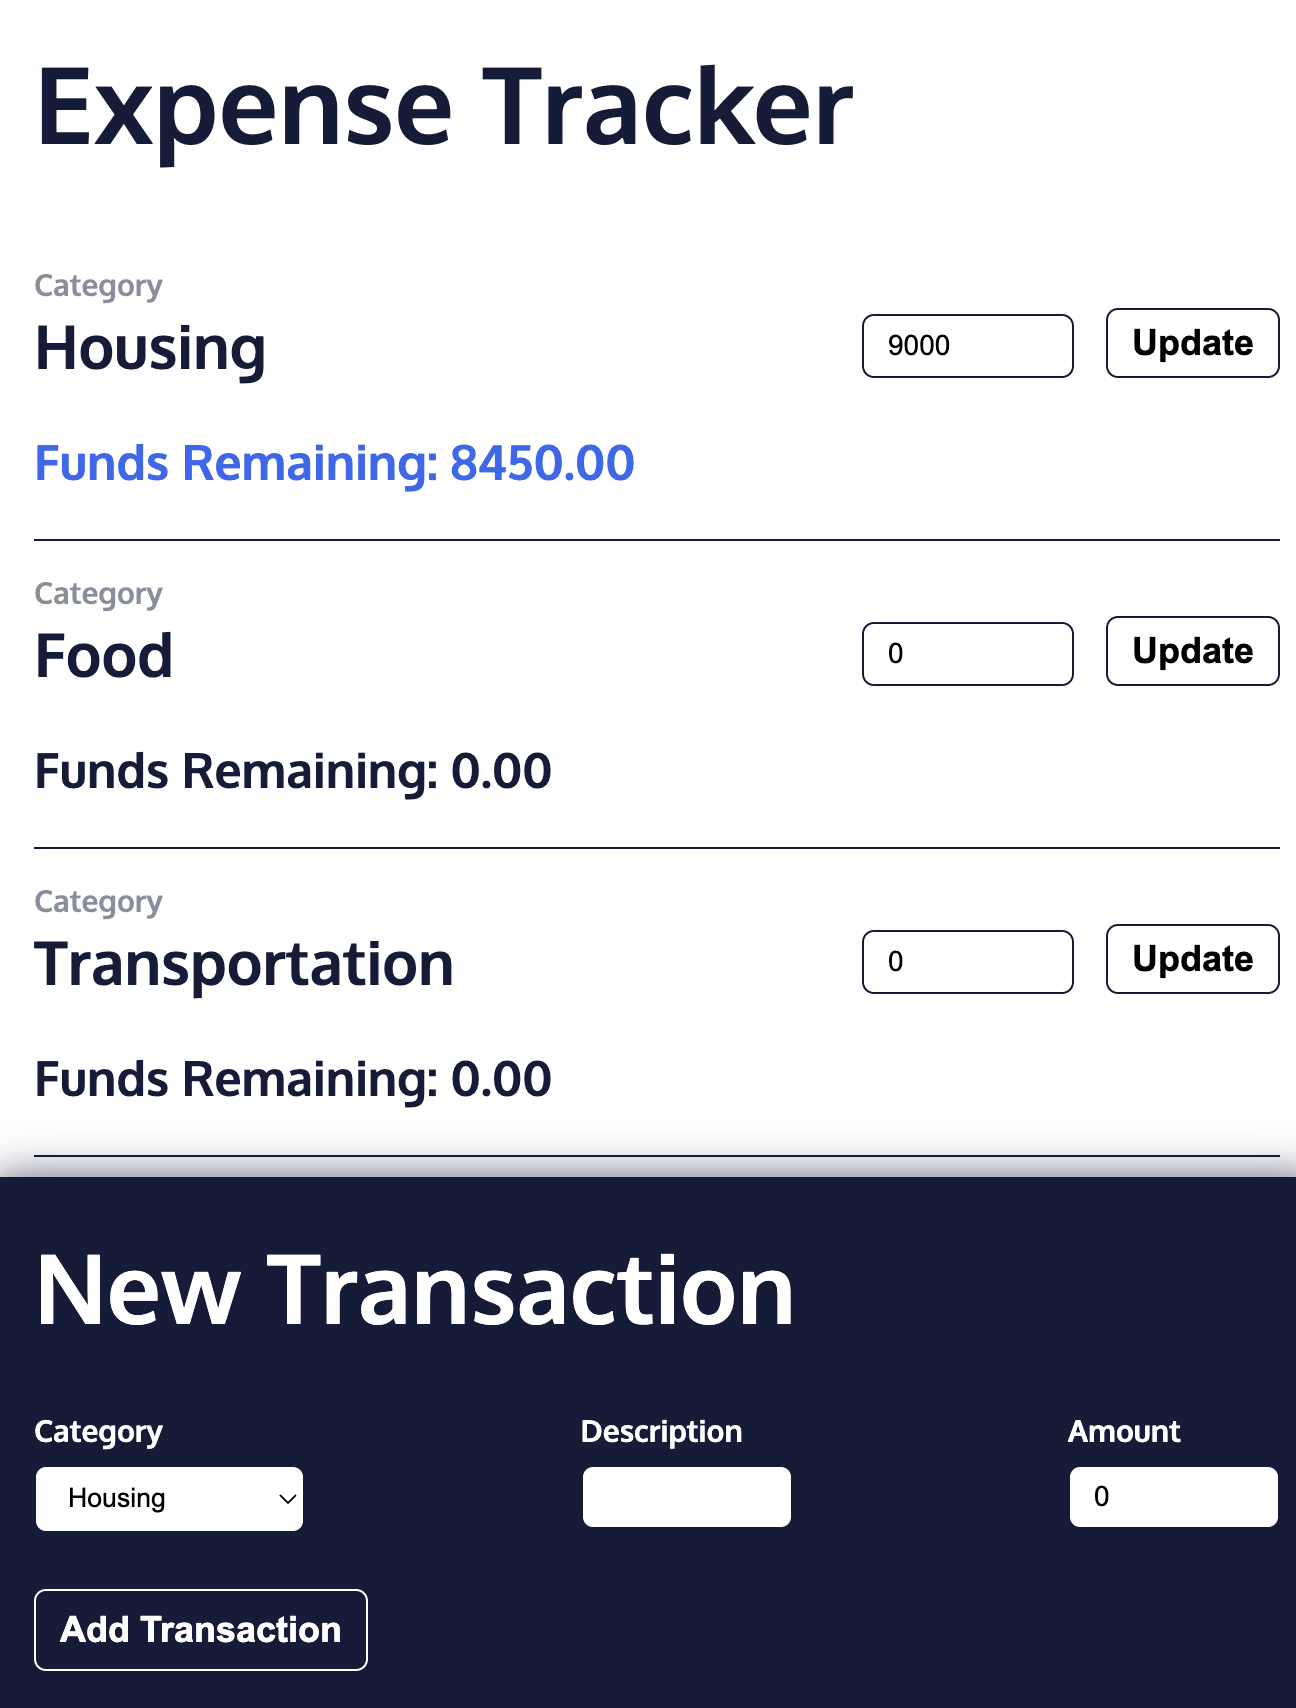 Expense Tracker
Category
Housing
9000
Update
Funds Remaining: 8450.00
Category
Food
0
Update
Funds Remaining: 0.00
Category
Transportation
0
Update
Funds Remaining: 0.00
New Transaction
Category
Description
Amount
Housing
0
Add Transaction